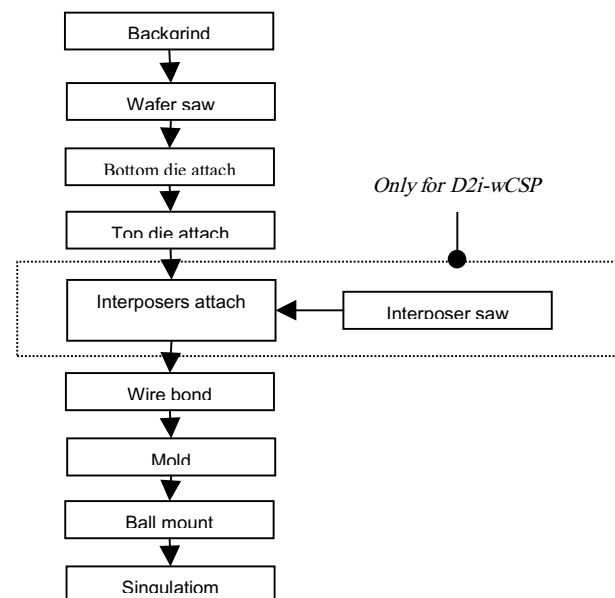 Backgrind
Wafer saw
Bottom die attach
Only for D2i-wCSP
Top die attach
Interposers attach
Interposer saw
Wire bond
Mold
Ball mount
Singulatiom